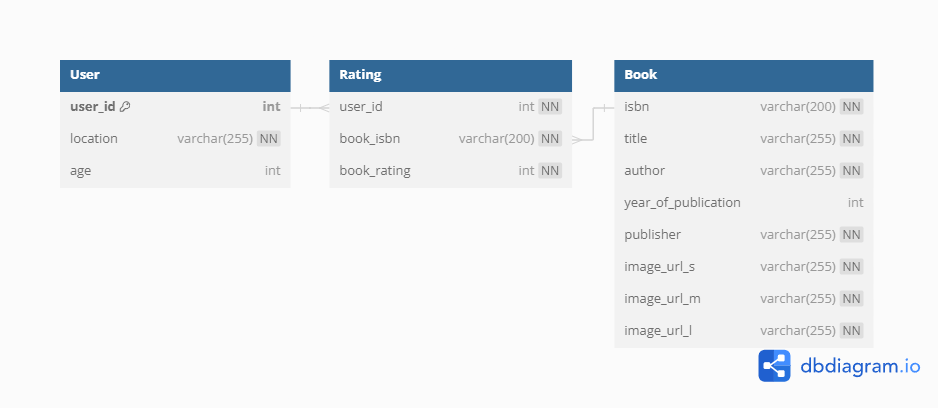 User
user_id int
location varchar(255) NN
age int
Rating
user_id int NN
book_isbn varchar(200) NN
book_rating int NN
Book
isbn varchar(200) NN
title varchar(255) NN
author varchar(255) NN
year_of_publication int
publisher varchar(255) NN
image_url_s varchar(255) NN
image_url_m varchar(255) NN
image_url_l varchar(255) NN
dbdiagram.io